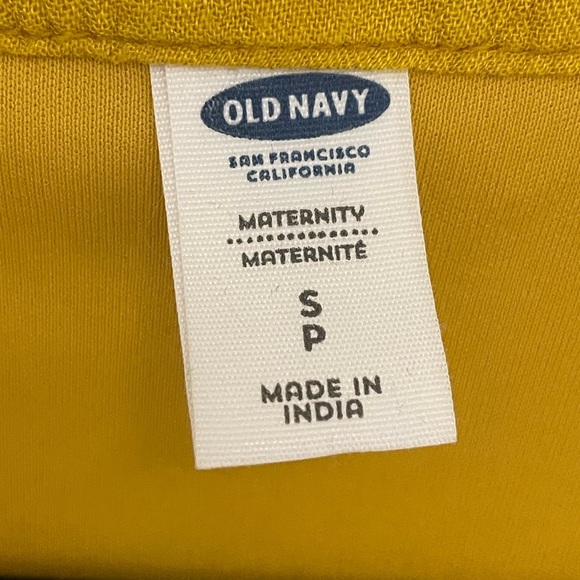 OLD NAVY
SAN FRANCISCO
CALIFORNIA
MATERNITY
MATERNITÉ
S
P
MADE IN
INDIA